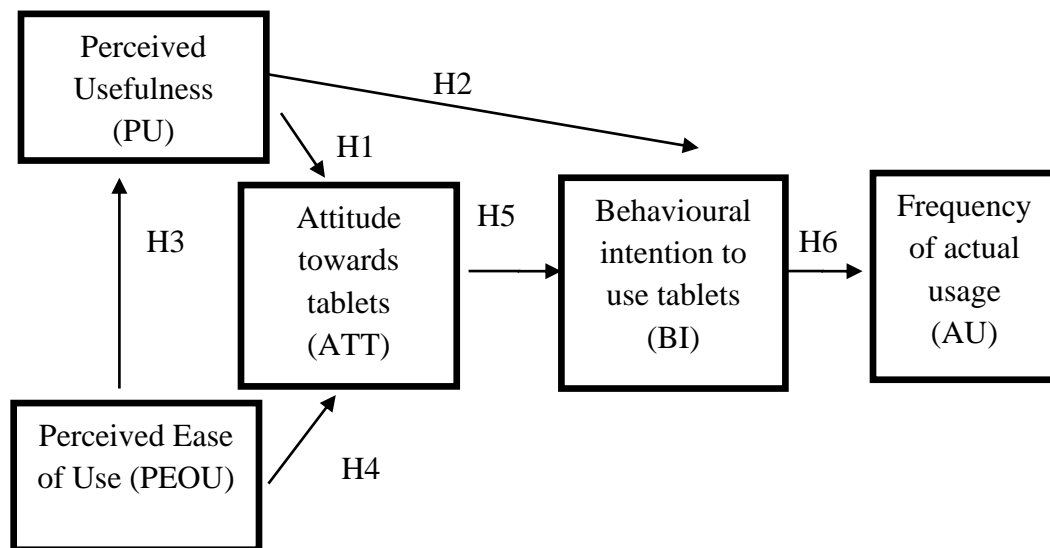 Perceived
Usefulness
(PU)
H2
H1
H3
Attitude
towards
tablets
(ATT)
H5
Behavioural
intention to
use tablets
(BI)
H6
Frequency
of actual
usage
(AU)
Perceived Ease
of Use (PEOU)
H4